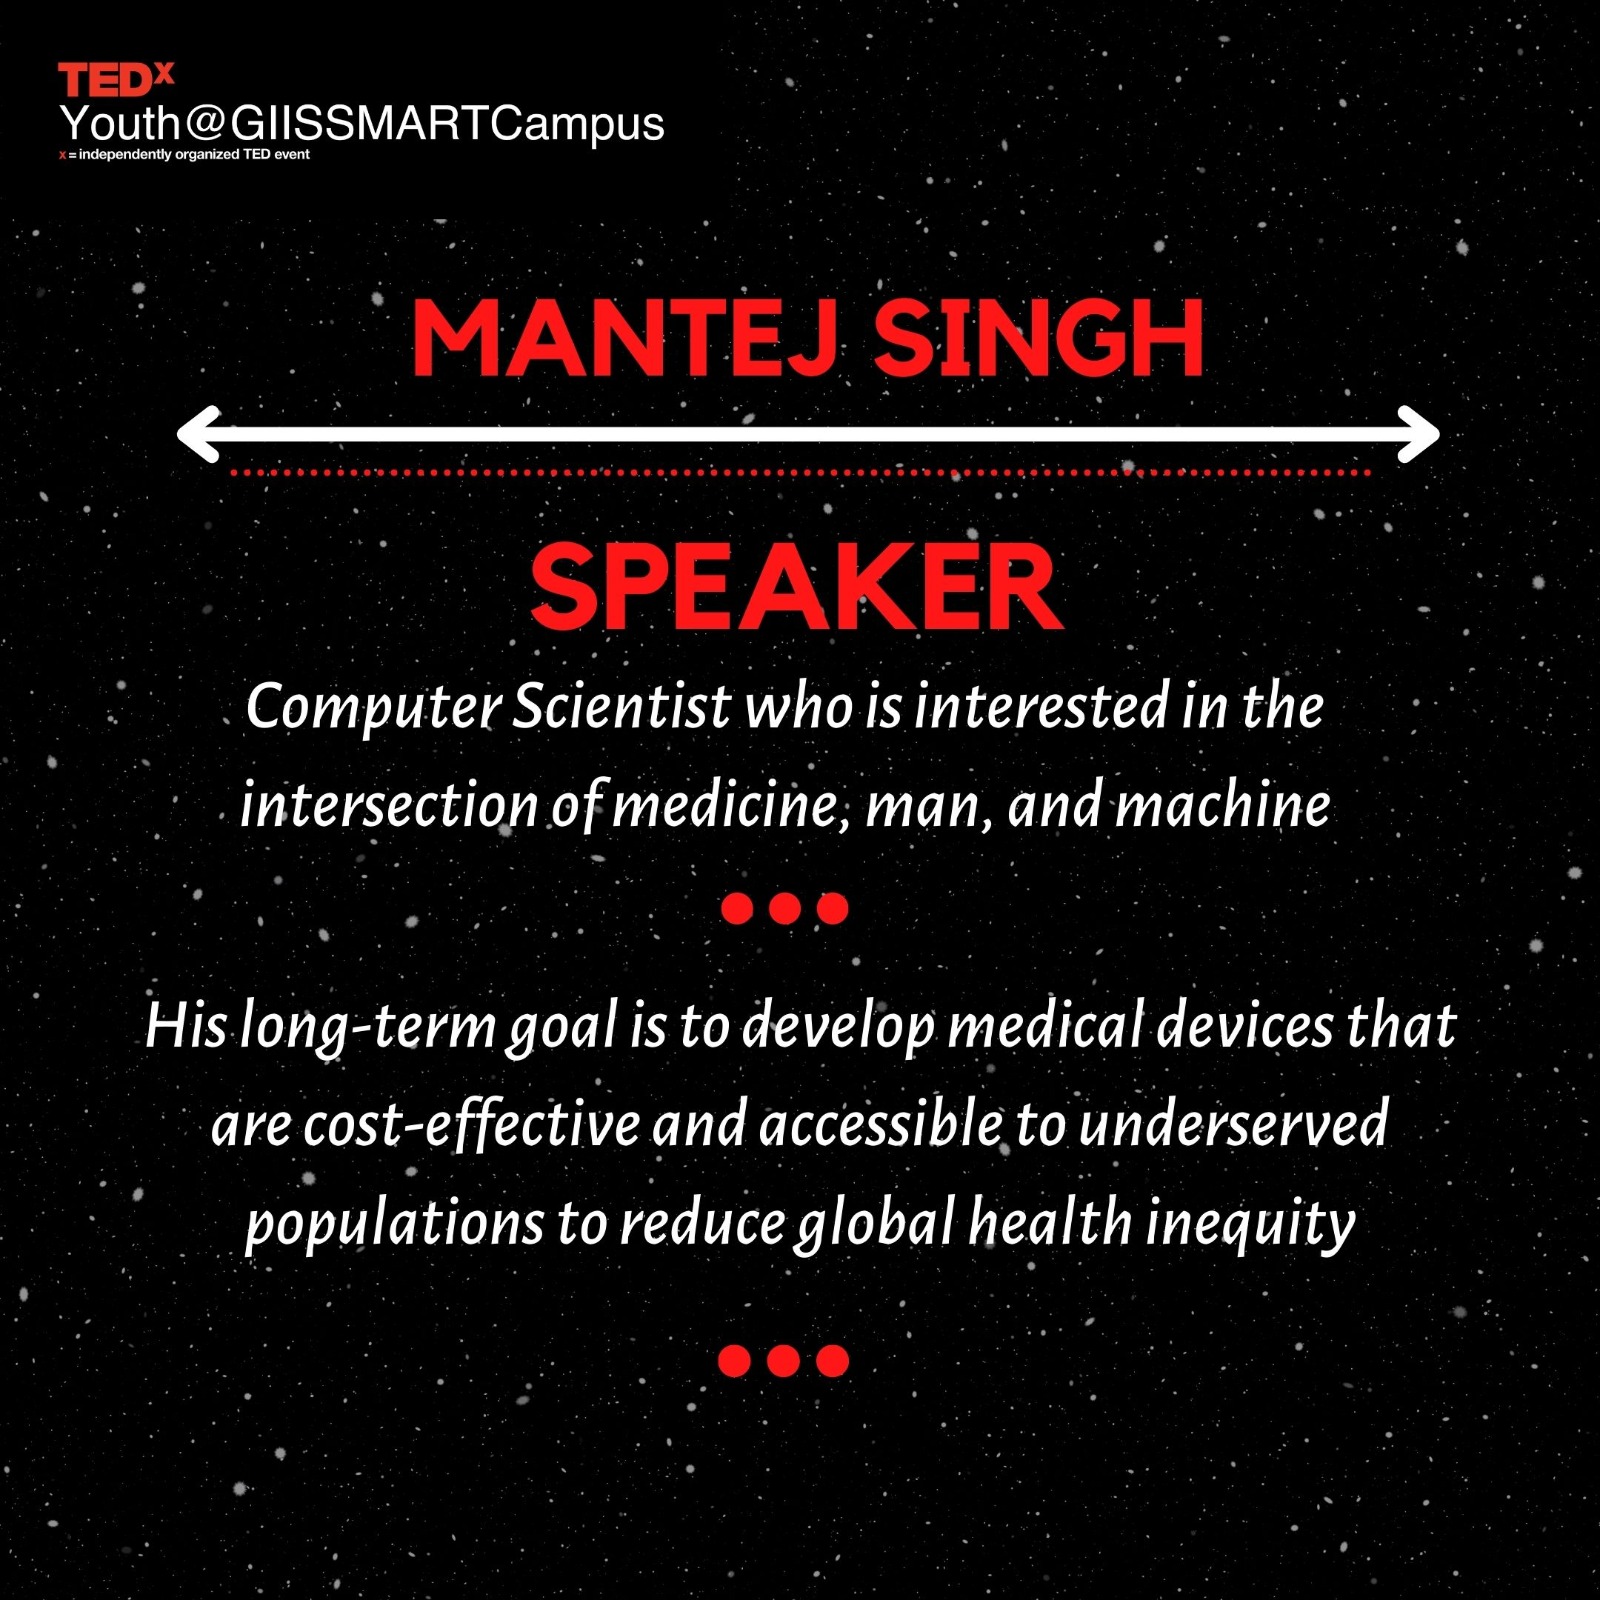 TEDx
Youth@GIISSMARTCampus
x = independently organized TED event
MANTEJ SINGH
SPEAKER
Computer Scientist who is interested in the
intersection of medicine, man, and machine
His long-term goal is to develop medical devices that
are cost-effective and accessible to underserved
populations to reduce global health inequity